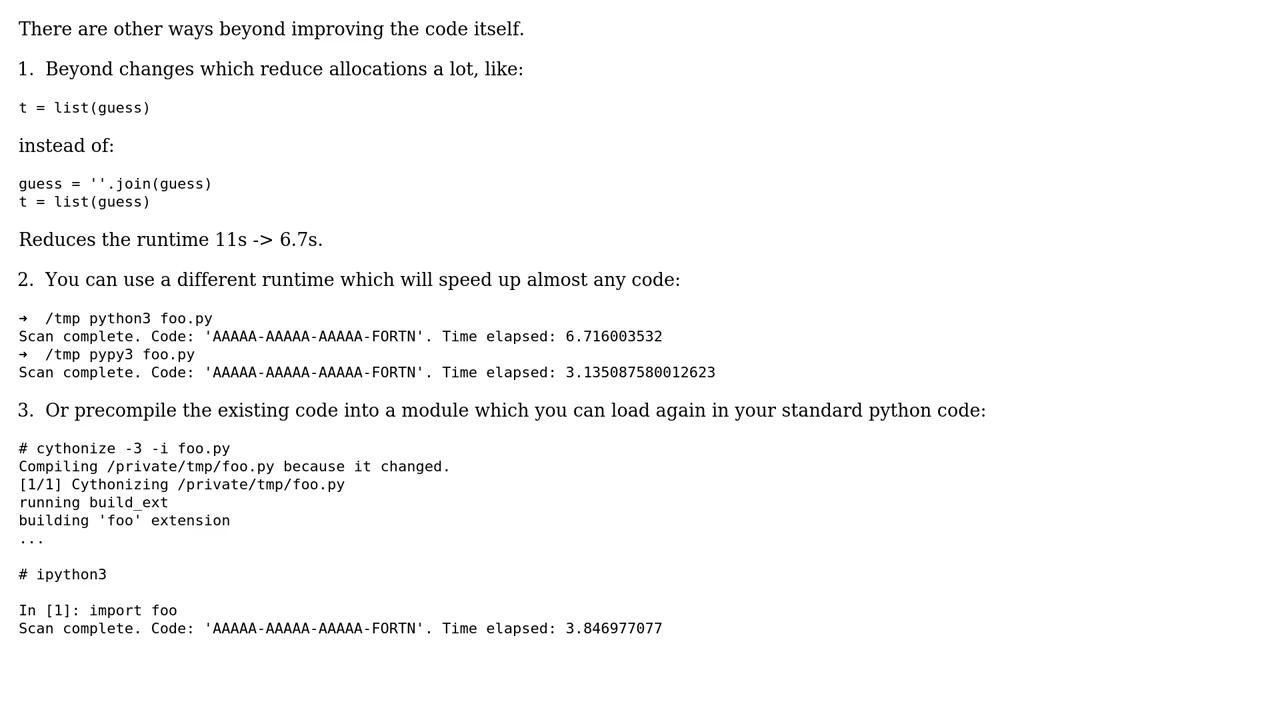 There are other ways beyond improving the code itself.
1. Beyond changes which reduce allocations a lot, like:
t = list(guess)
instead of:
guess = ''.join(guess)
t = list(guess)
Reduces the runtime 11s -> 6.7s.
2. You can use a different runtime which will speed up almost any code:
➜  /tmp python3 foo.py
Scan complete. Code: 'AAAAA-AAAAA-AAAAA-FORTN'. Time elapsed: 6.716003532
➜  /tmp pypy3 foo.py
Scan complete. Code: 'AAAAA-AAAAA-AAAAA-FORTN'. Time elapsed: 3.135087580012623
3. Or precompile the existing code into a module which you can load again in your standard python code:
# cythonize -3 -i foo.py
Compiling /private/tmp/foo.py because it changed.
[1/1] Cythonizing /private/tmp/foo.py
running build_ext
building 'foo' extension
...
# ipython3
In [1]: import foo
Scan complete. Code: 'AAAAA-AAAAA-AAAAA-FORTN'. Time elapsed: 3.846977077